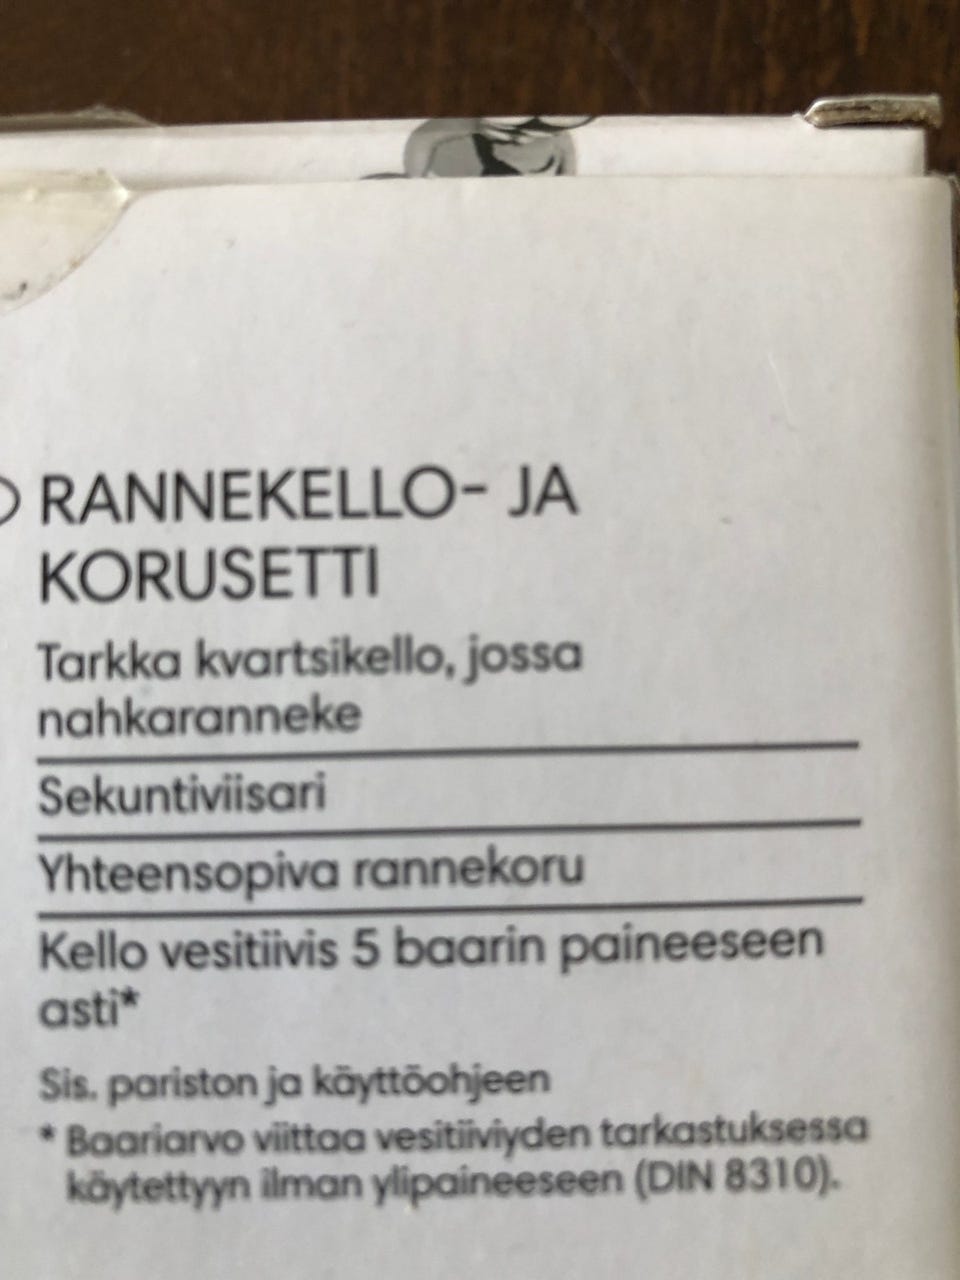 RANNEKELLO- JA
KORUSETTI
Tarkka kvartsikello, jossa
nahkaranneke
Sekuntiviisari
Yhteensopiva rannekoru
Kello vesitiivis 5 baarin paineeseen
asti*
Sis. pariston ja käyttöohjeen
* Baariarvo viittaa vesitiiviyden tarkastuksessa
käytettyyn ilman ylipaineeseen (DIN 8310).